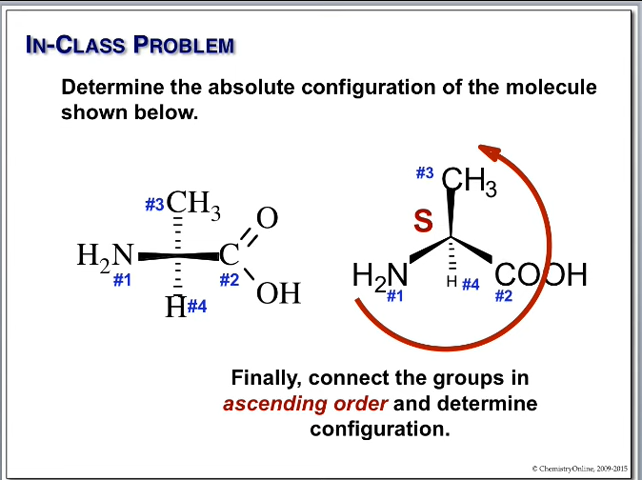 IN-CLASS PROBLEM
Determine the absolute configuration of the molecule
shown below.
#3 CH3
O
H2N C
#1 #2
OH
H #4
#3 CH3
S
H2N H #4 COOH
#1 #2
Finally, connect the groups in
ascending order and determine
configuration.
© ChemistryOnline, 2009-2015